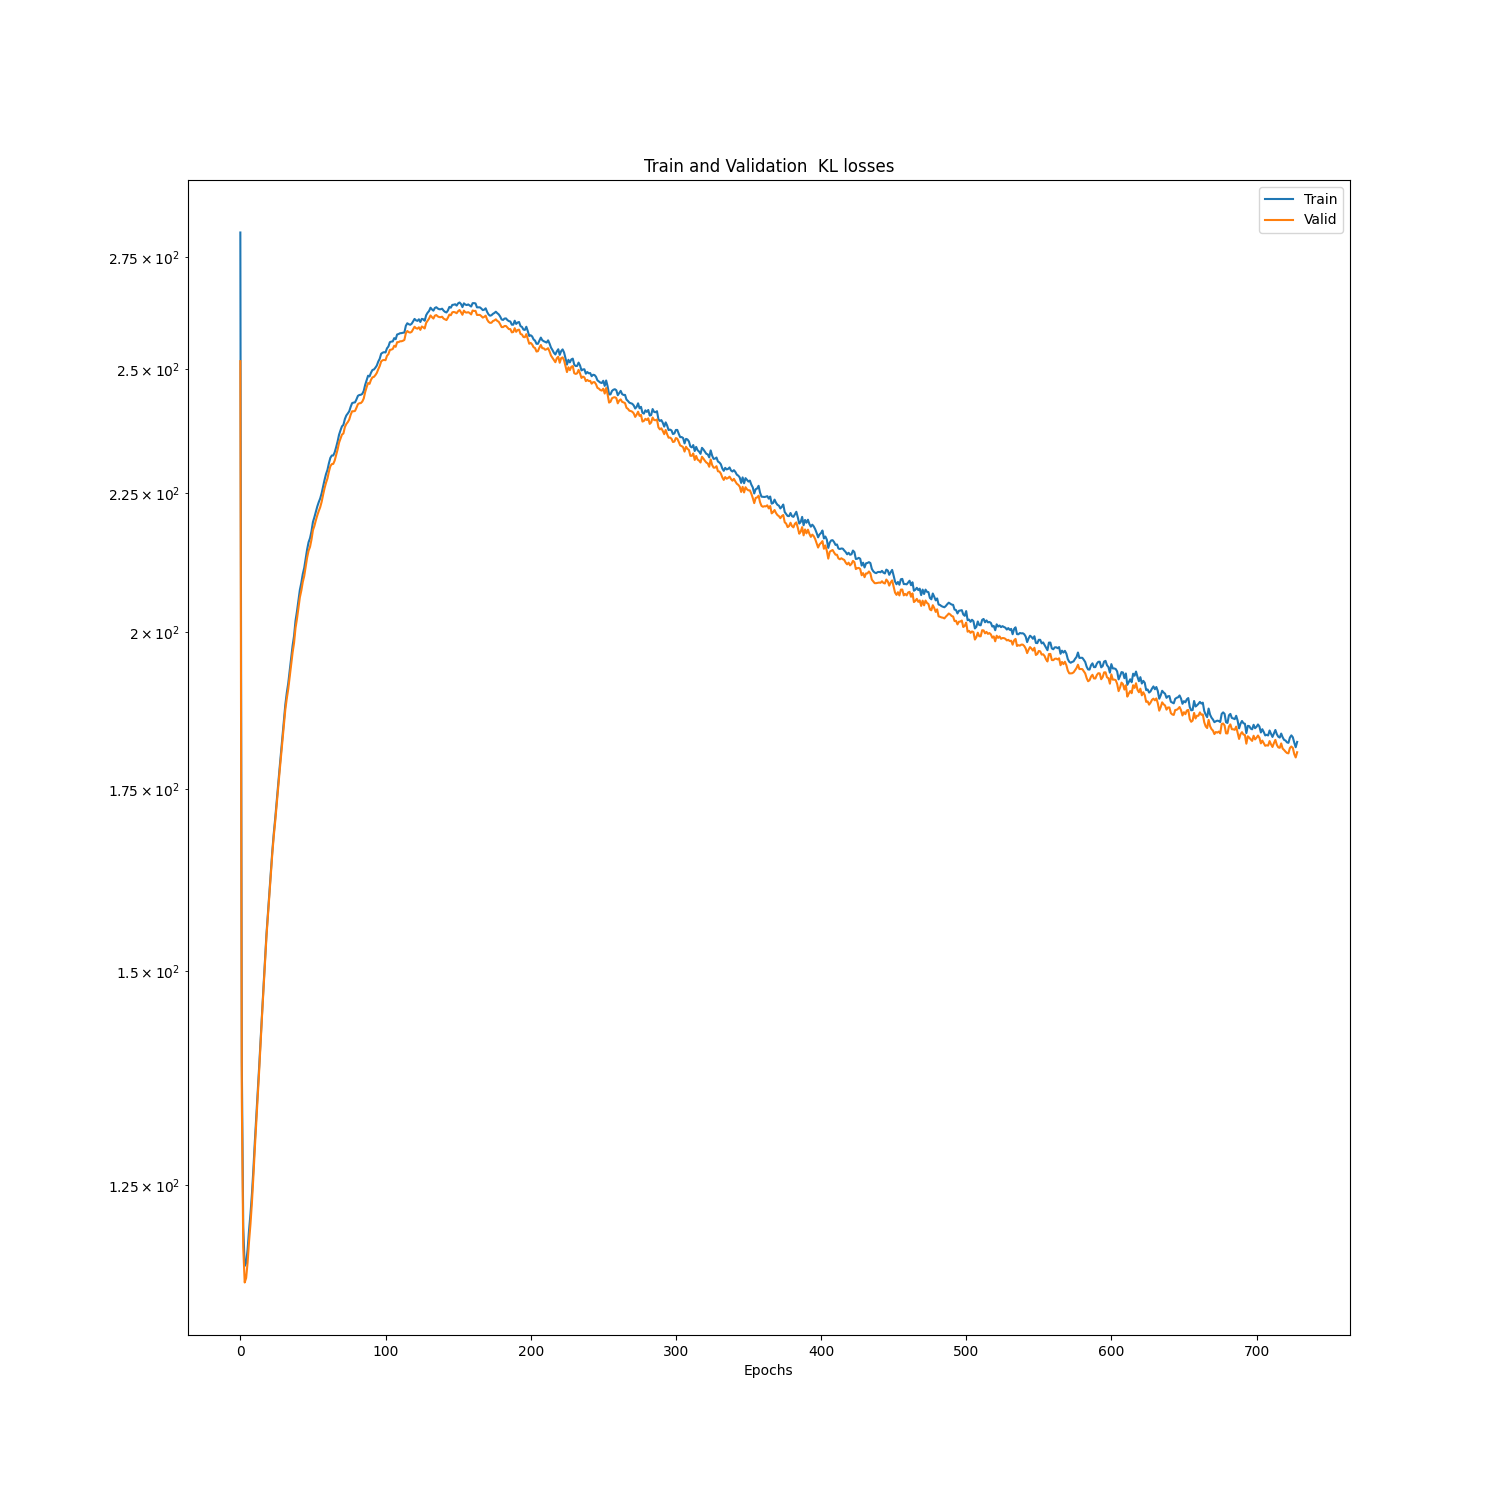 Train and Validation  KL losses
Train
Valid
2.75 × 10²
2.5 × 10²
2.25 × 10²
2 × 10²
1.75 × 10²
1.5 × 10²
1.25 × 10²
0 100 200 300 400 500 600 700
Epochs